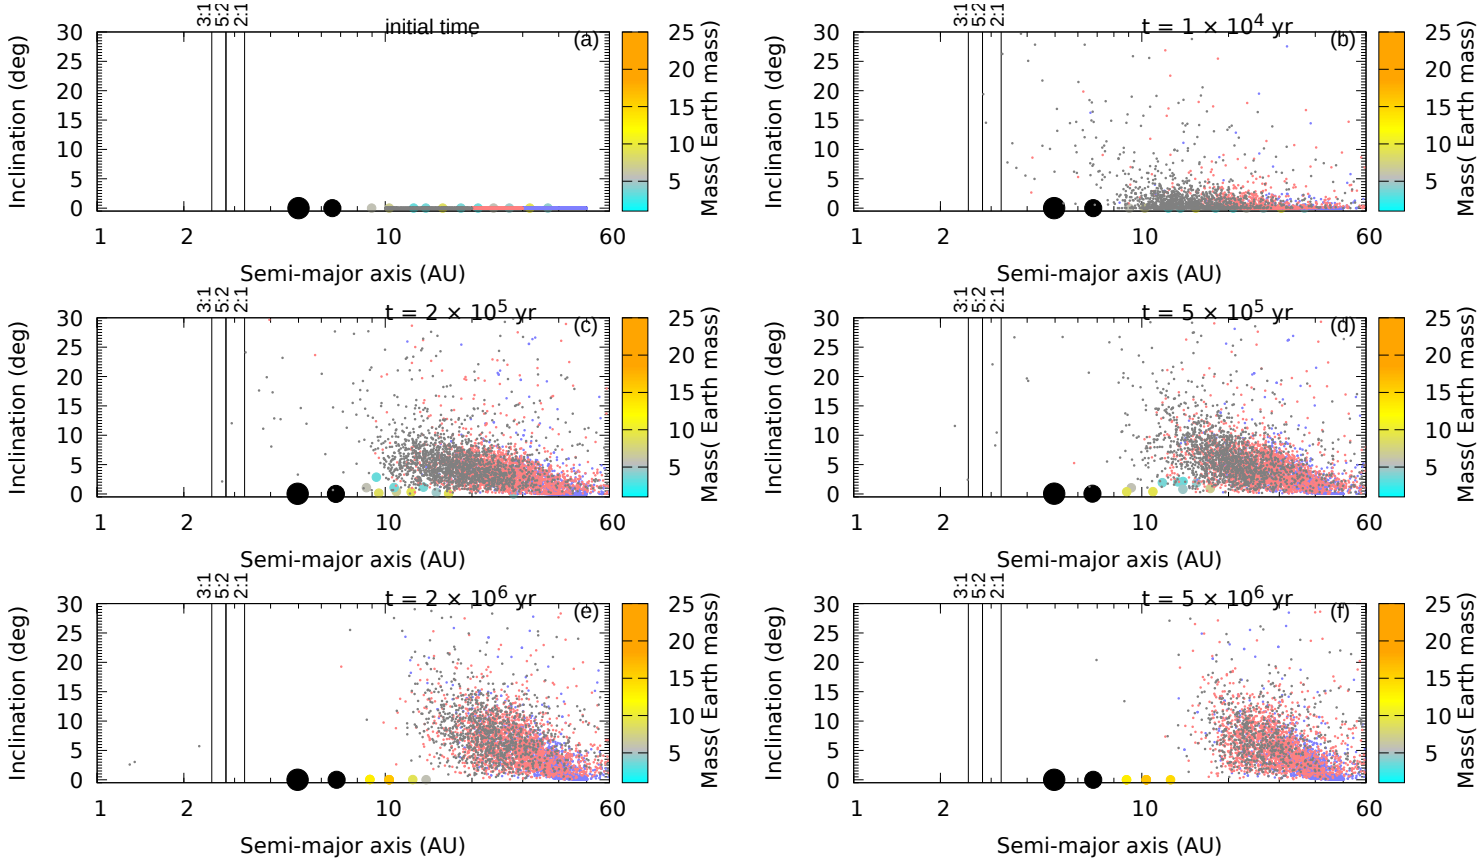 3:1 5:2 2:1
initial time
(a)
30 25 20 15 10 5 0
Inclination (deg)
1 2 10 60
Semi-major axis (AU)
25 20 15 10 5
Mass( Earth mass)
3:1 5:2 2:1
t = 1 × 10^4 yr
(b)
30 25 20 15 10 5 0
Inclination (deg)
1 2 10 60
Semi-major axis (AU)
25 20 15 10 5
Mass( Earth mass)
3:1 5:2 2:1
t = 2 × 10^5 yr
(c)
30 25 20 15 10 5 0
Inclination (deg)
1 2 10 60
Semi-major axis (AU)
25 20 15 10 5
Mass( Earth mass)
3:1 5:2 2:1
t = 5 × 10^5 yr
(d)
30 25 20 15 10 5 0
Inclination (deg)
1 2 10 60
Semi-major axis (AU)
25 20 15 10 5
Mass( Earth mass)
3:1 5:2 2:1
t = 2 × 10^6 yr
(e)
30 25 20 15 10 5 0
Inclination (deg)
1 2 10 60
Semi-major axis (AU)
25 20 15 10 5
Mass( Earth mass)
3:1 5:2 2:1
t = 5 × 10^6 yr
(f)
30 25 20 15 10 5 0
Inclination (deg)
1 2 10 60
Semi-major axis (AU)
25 20 15 10 5
Mass( Earth mass)